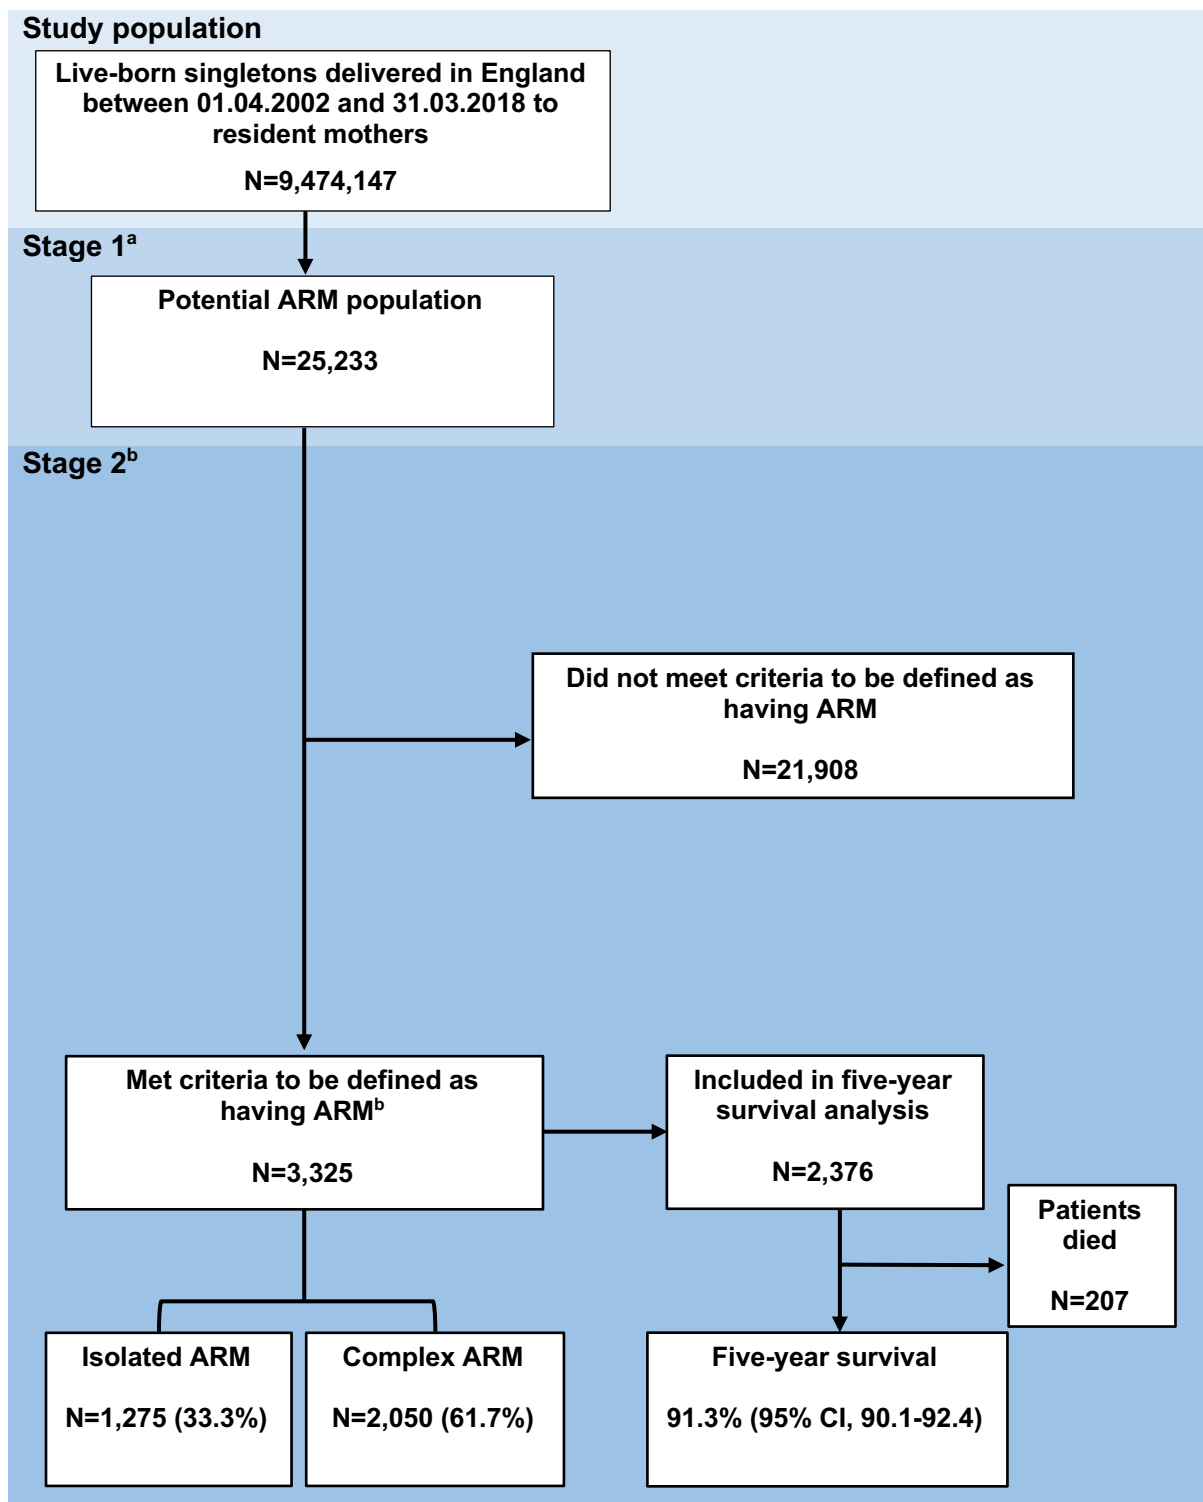 Study population
Live-born singletons delivered in England
between 01.04.2002 and 31.03.2018 to
resident mothers
N=9,474,147
Stage 1ᵃ
Potential ARM population
N=25,233
Stage 2ᵇ
Did not meet criteria to be defined as
having ARM
N=21,908
Met criteria to be defined as
having ARMᵇ
N=3,325
Included in five-year
survival analysis
N=2,376
Patients
died
N=207
Isolated ARM
N=1,275 (33.3%)
Complex ARM
N=2,050 (61.7%)
Five-year survival
91.3% (95% CI, 90.1-92.4)